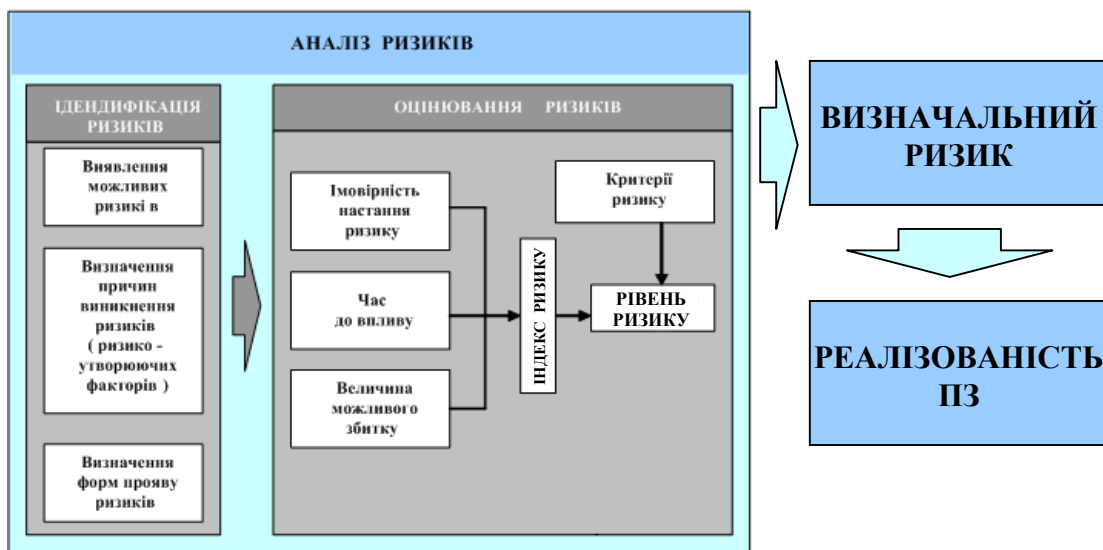 АНАЛІЗ РИЗИКІВ
ІДЕНДИФІКАЦІЯ
РИЗИКІВ
Виявлення
можливих
ризикі в
Визначення
причин
виникнення
ризиків
( ризико -
утворюючих
факторів )
Визначення
форм прояву
ризиків
ОЦІНЮВАННЯ РИЗИКІВ
Імовірність
настання
ризику
Час
до впливу
Величина
можливого
збитку
ІНДЕКС РИЗИКУ
Критерії
ризику
РІВЕНЬ
РИЗИКУ
ВИЗНАЧАЛЬНИЙ
РИЗИК
РЕАЛІЗОВАНІСТЬ
ПЗ